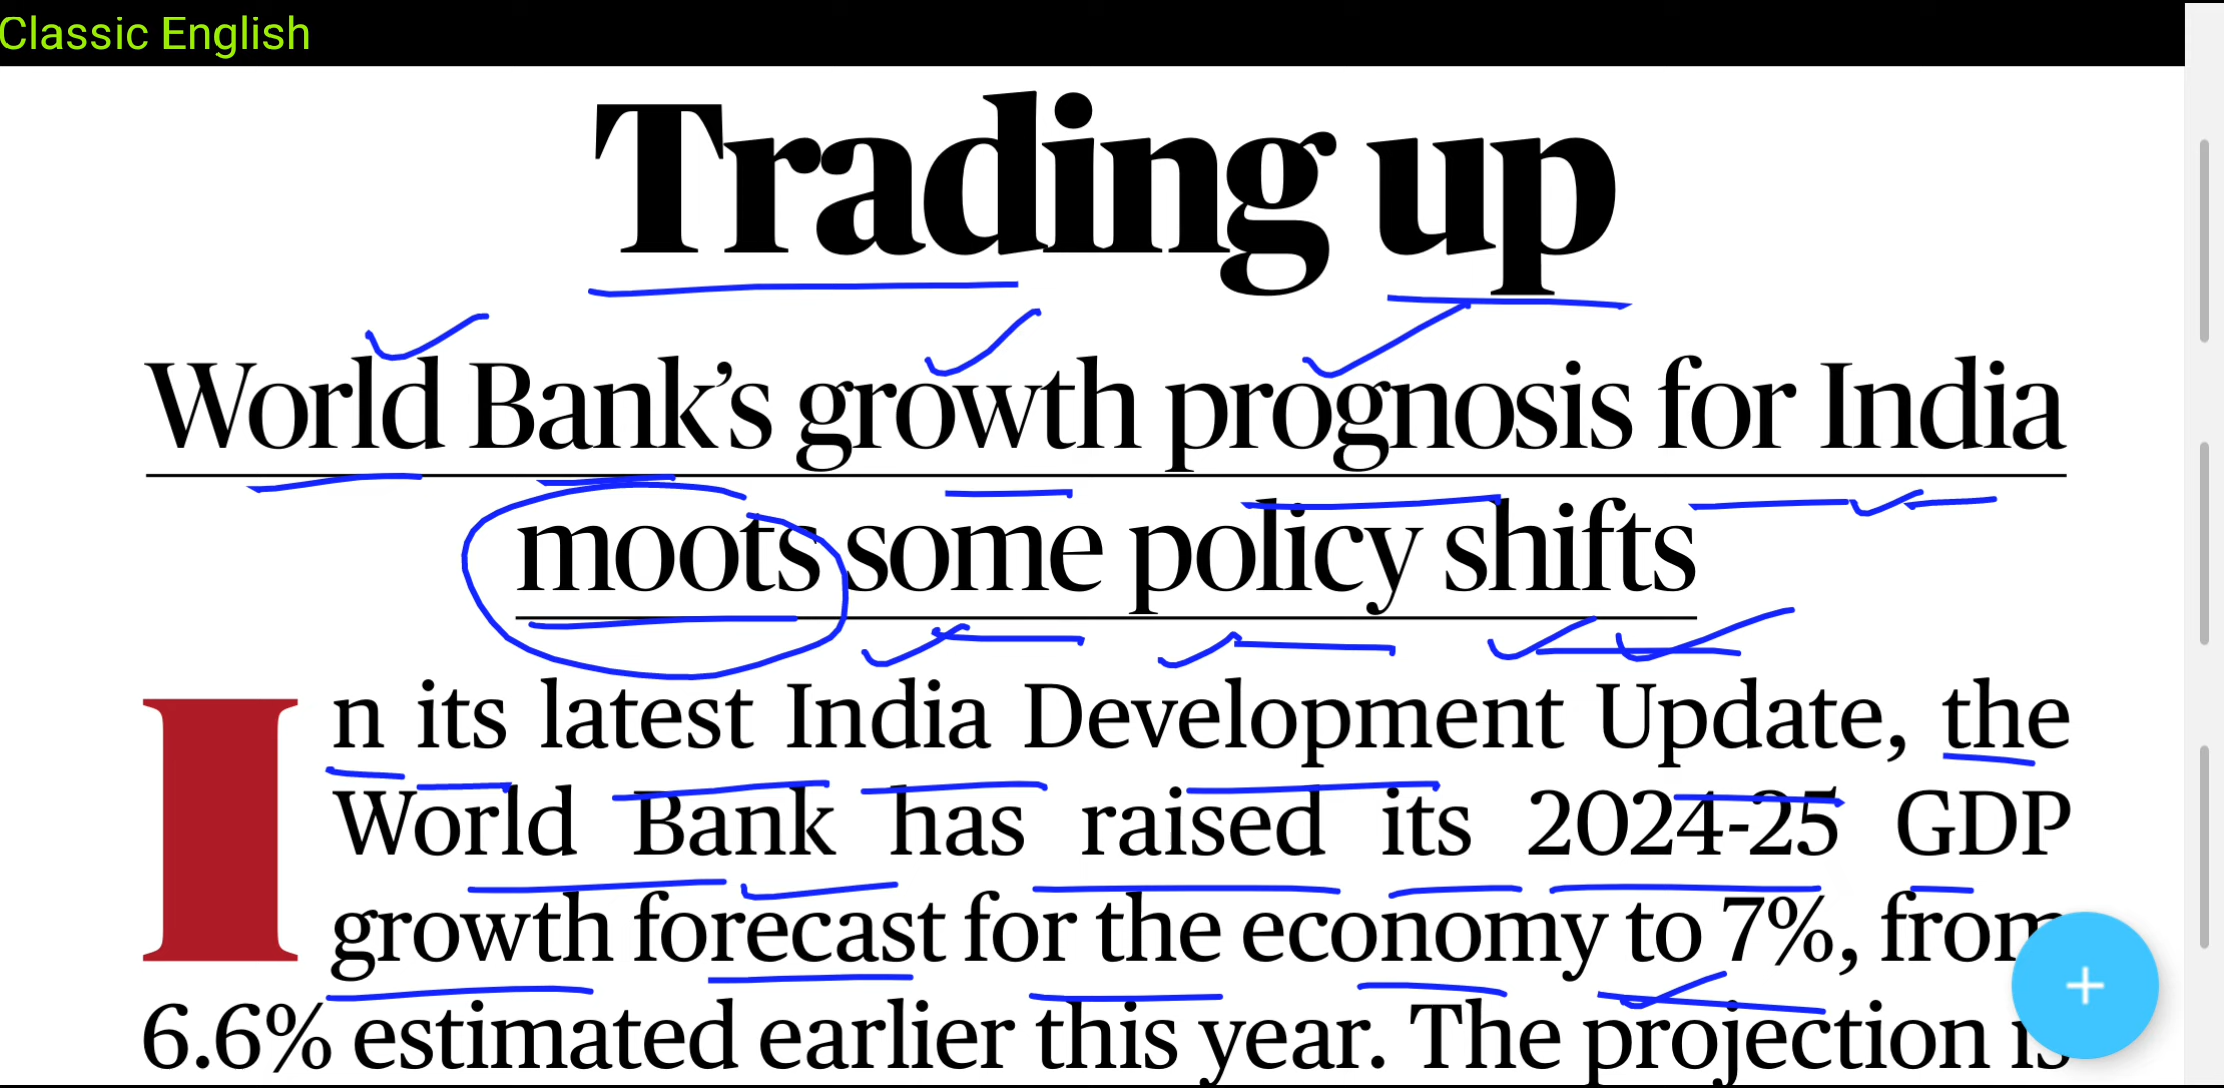 Classic English
Trading up
World Bank’s growth prognosis for India
moots some policy shifts
In its latest India Development Update, the
World Bank has raised its 2024-25 GDP
growth forecast for the economy to 7%, from
6.6% estimated earlier this year. The projection is